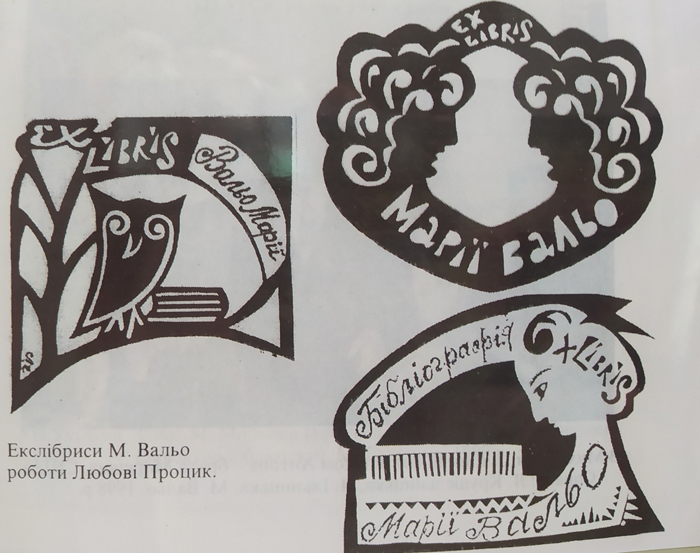 EX
LIBRIS
Вальо Марії
EX
LIBRIS
Марії Вальо
Бібліографія
EX LIBRIS
Марії Вальо
Екслібриси М. Вальо
роботи Любові Процик.